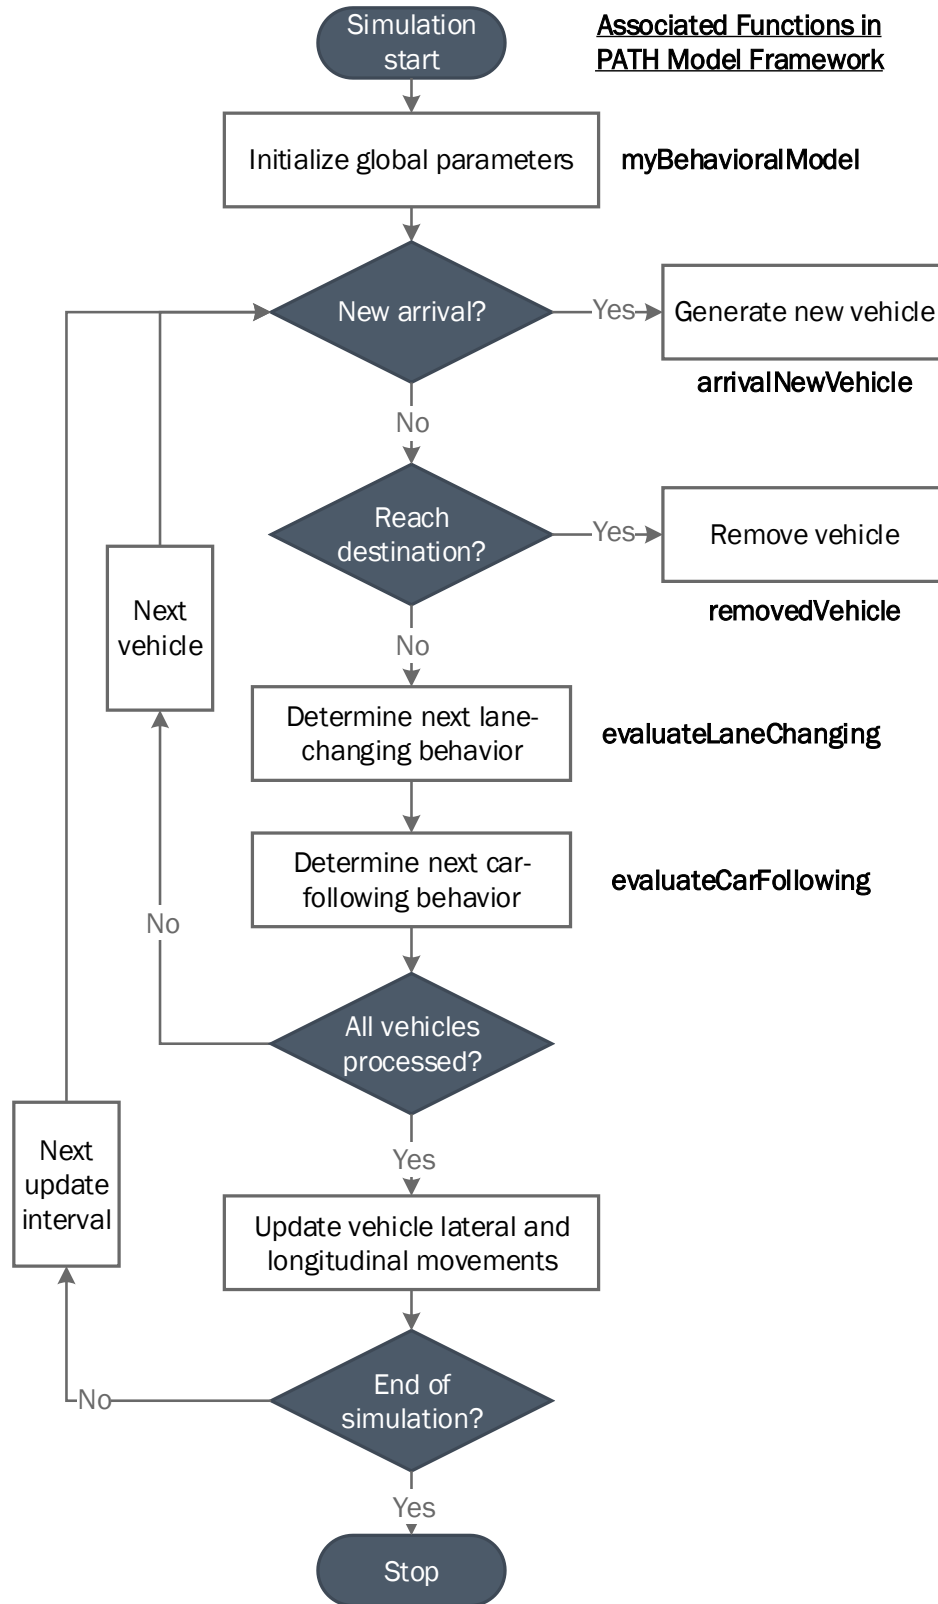 Simulation
start
Associated Functions in
PATH Model Framework
Initialize global parameters
myBehavioralModel
New arrival?
Yes
Generate new vehicle
arrivalNewVehicle
No
Reach
destination?
Yes
Remove vehicle
removedVehicle
No
Next
vehicle
Determine next lane-
changing behavior
evaluateLaneChanging
Determine next car-
following behavior
evaluateCarFollowing
No
All vehicles
processed?
Yes
Next
update
interval
Update vehicle lateral and
longitudinal movements
No
End of
simulation?
Yes
Stop